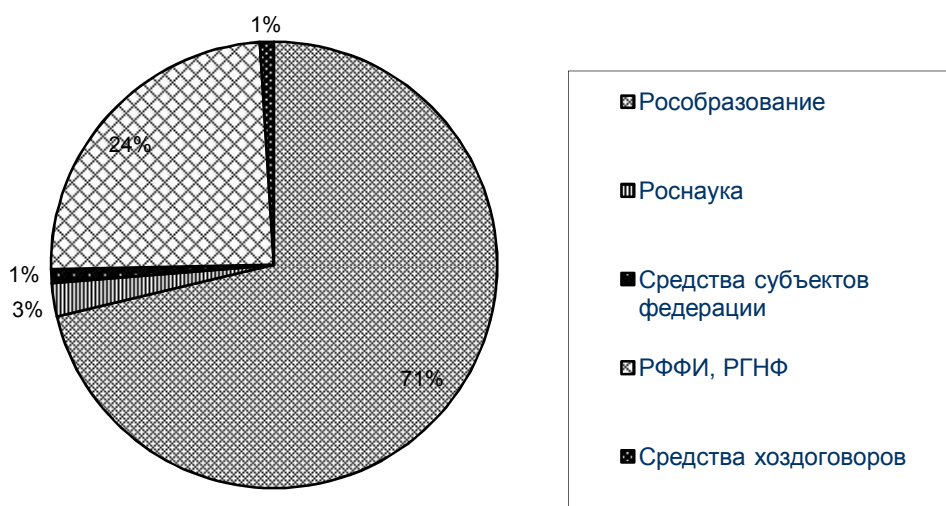 1%
24%
1%
3%
71%
Рособразование
Роснаука
Средства субъектов
федерации
РФФИ, РГНФ
Средства хоздоговоров